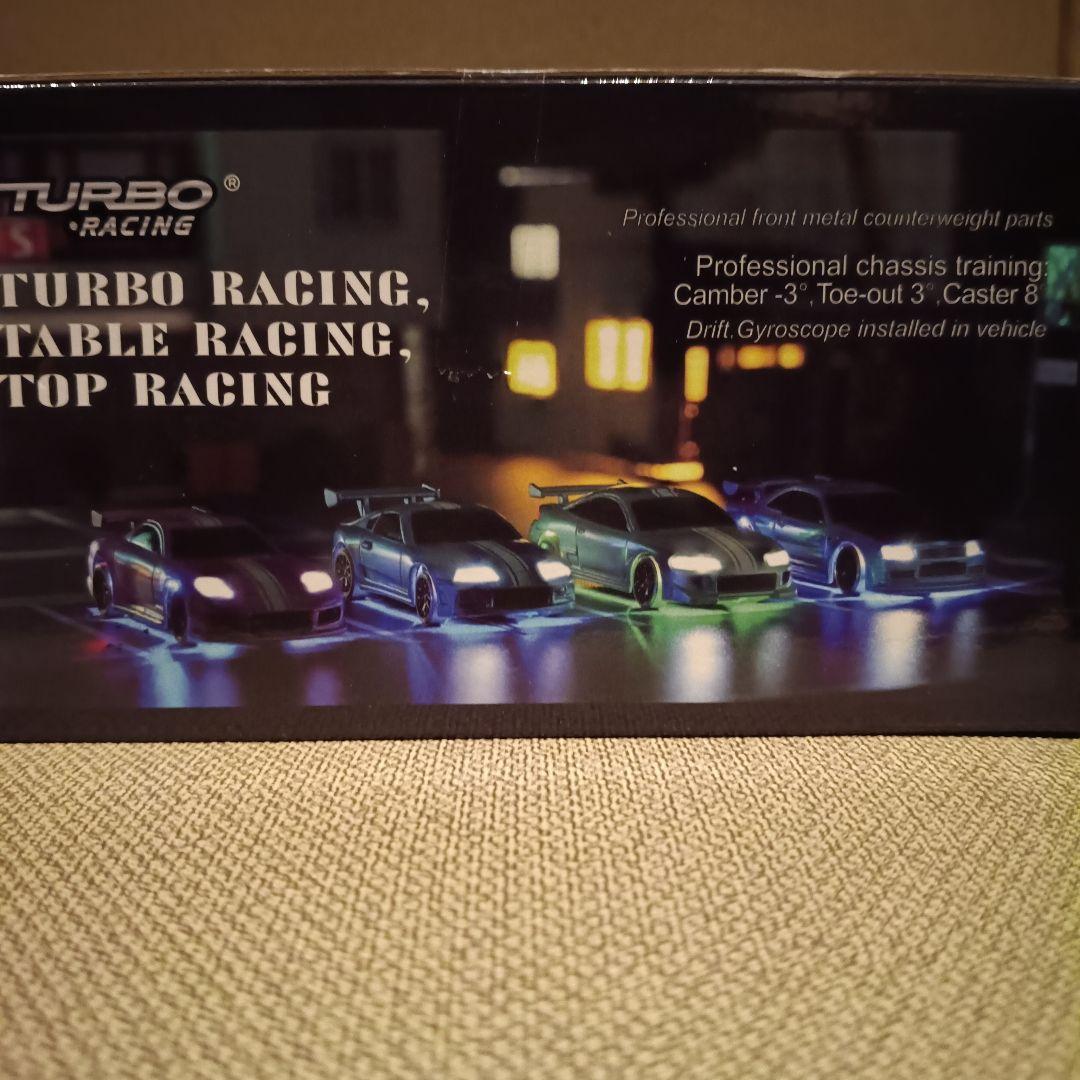 TURBO®
RACING
TURBO RACING,
TABLE RACING,
TOP RACING
Professional front metal counterweight parts
Professional chassis training:
Camber -3°,Toe-out 3°,Caster 8°
Drift.Gyroscope installed in vehicle
S